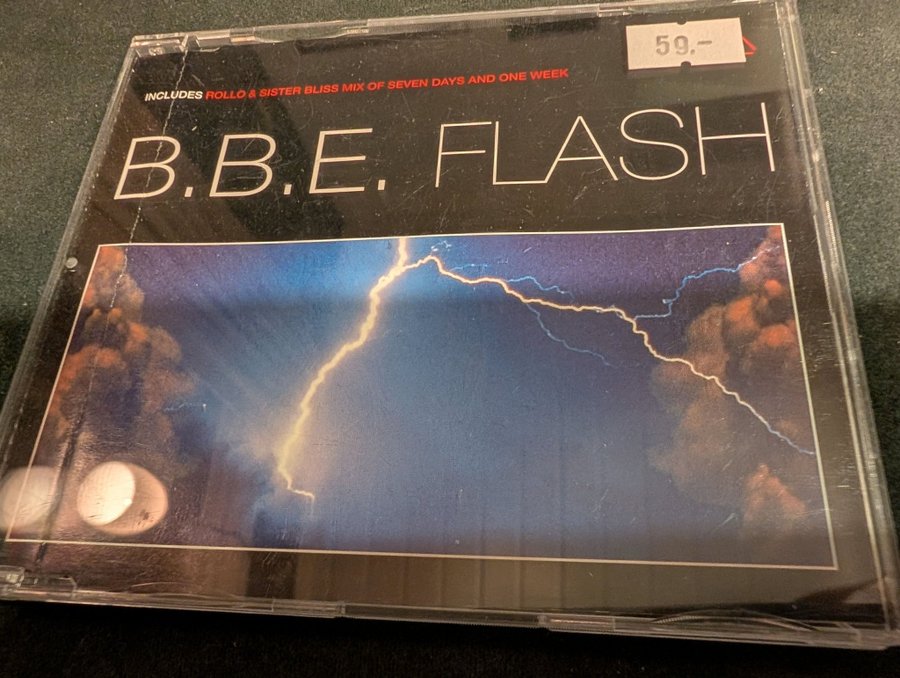 59.-
INCLUDES ROLLO & SISTER BLISS MIX OF SEVEN DAYS AND ONE WEEK
B.B.E. FLASH